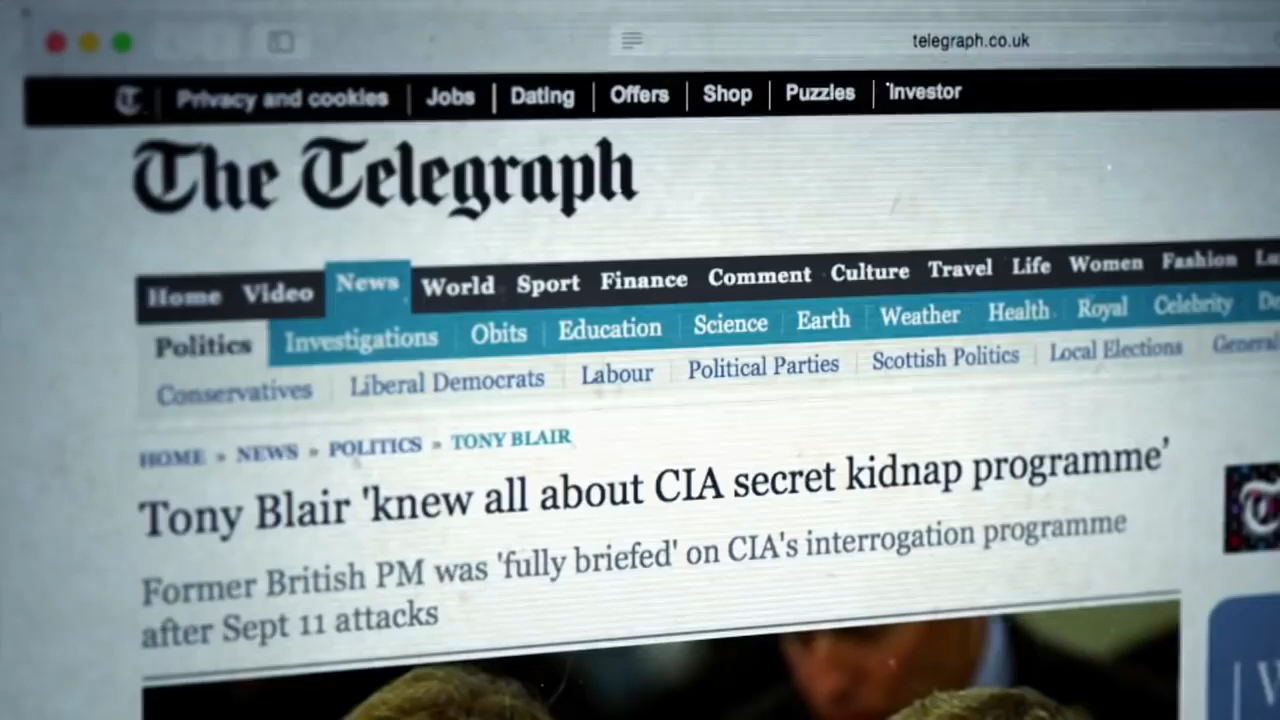 telegraph.co.uk
Privacy and cookies | Jobs | Dating | Offers | Shop | Puzzles | Investor
The Telegraph
Home Video News World Sport Finance Comment Culture Travel Life Women Fashion
Politics Investigations Obits Education Science Earth Weather Health Royal Celebrity
Conservatives Liberal Democrats Labour Political Parties Scottish Politics Local Elections General
HOME » NEWS » POLITICS » TONY BLAIR
Tony Blair 'knew all about CIA secret kidnap programme'
Former British PM was 'fully briefed' on CIA's interrogation programme
after Sept 11 attacks